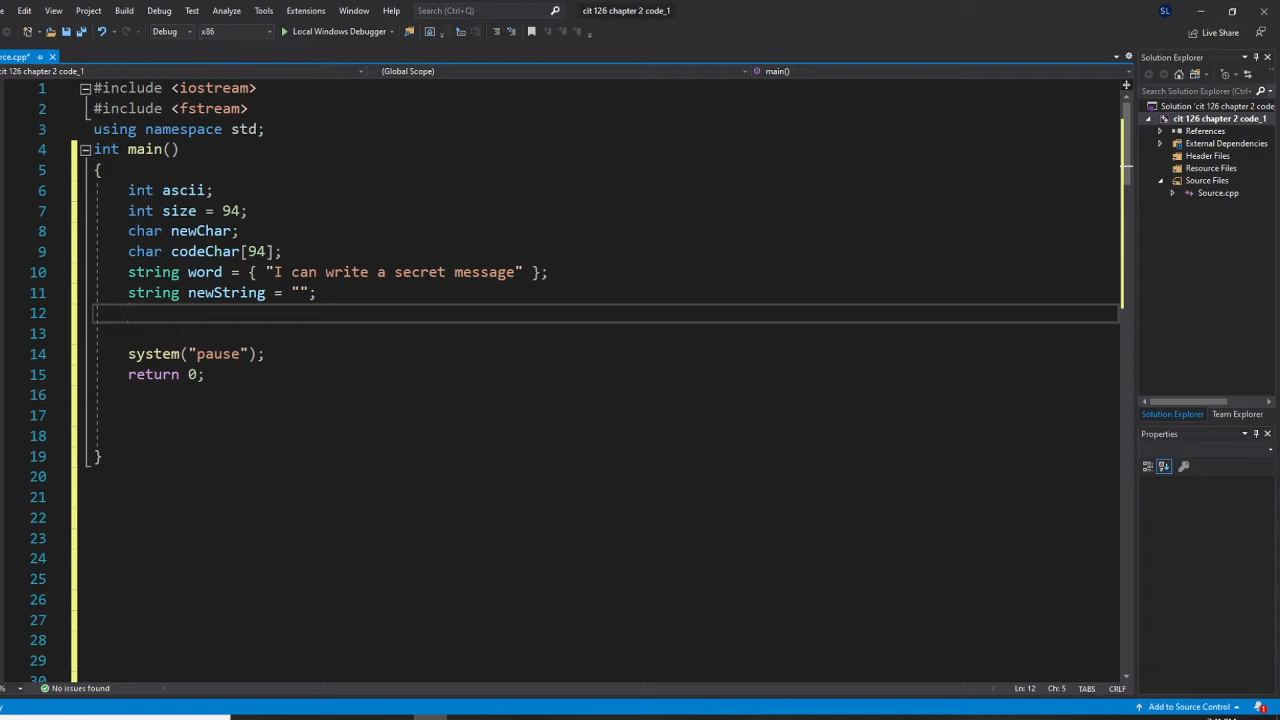 e Edit View Project Build Debug Test Analyze Tools Extensions Window Help Search (Ctrl+Q) cit 126 chapter 2 code_1 SL
Debug x86 Local Windows Debugger Live Share
rce.cpp*
cit 126 chapter 2 code_1 (Global Scope) main()
1 #include <iostream>
2 #include <fstream>
3 using namespace std;
4 int main()
5 {
6 int ascii;
7 int size = 94;
8 char newChar;
9 char codeChar[94];
10 string word = { "I can write a secret message" };
11 string newString = "";
12
13
14 system("pause");
15 return 0;
16
17
18
19 }
20
21
22
23
24
25
26
27
28
29
30
Solution Explorer
Search Solution Explorer (Ctrl+
Solution 'cit 126 chapter 2 code
cit 126 chapter 2 code_1
References
External Dependencies
Header Files
Resource Files
Source Files
Source.cpp
Solution Explorer Team Explorer
Properties
% No issues found Ln: 12 Ch: 5 TABS CRLF
Add to Source Control 1